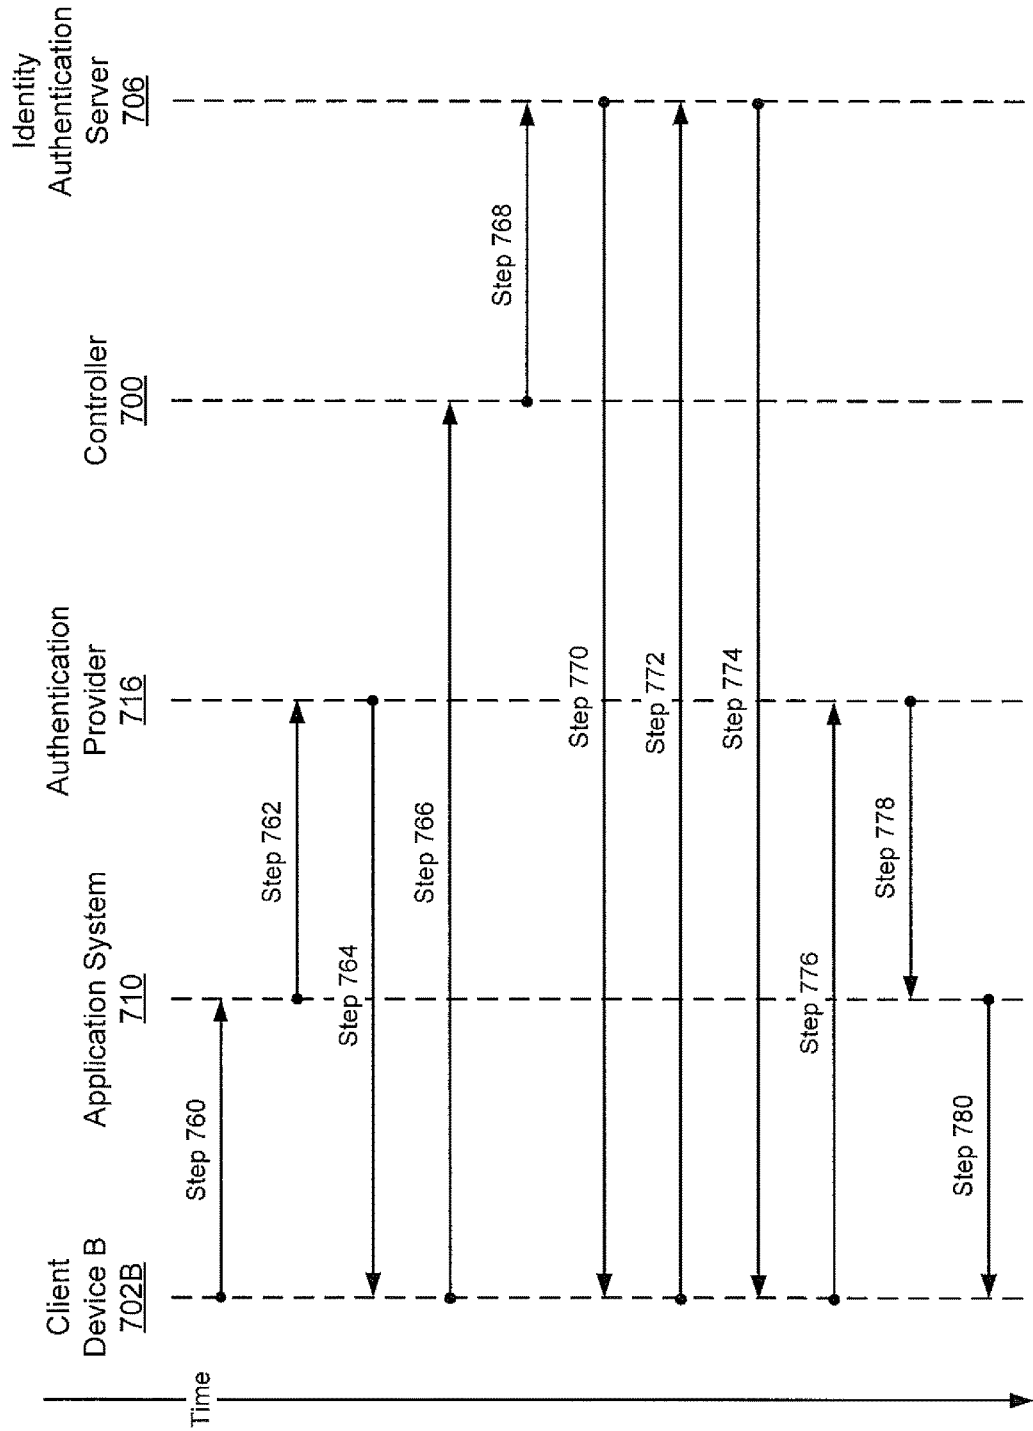 Time
Client
Device B
702B
Application System
710
Authentication
Provider
716
Controller
700
Identity
Authentication
Server
706
Step 760
Step 762
Step 764
Step 766
Step 768
Step 770
Step 772
Step 774
Step 776
Step 778
Step 780